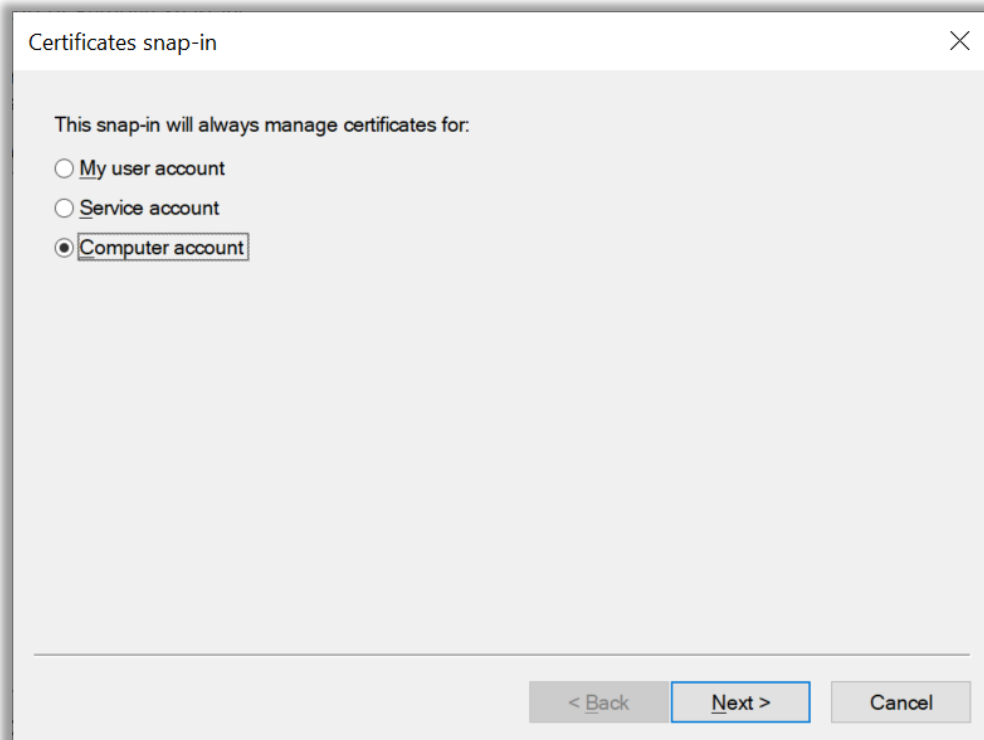 Certificates snap-in
This snap-in will always manage certificates for:
My user account
Service account
Computer account
< Back
Next >
Cancel